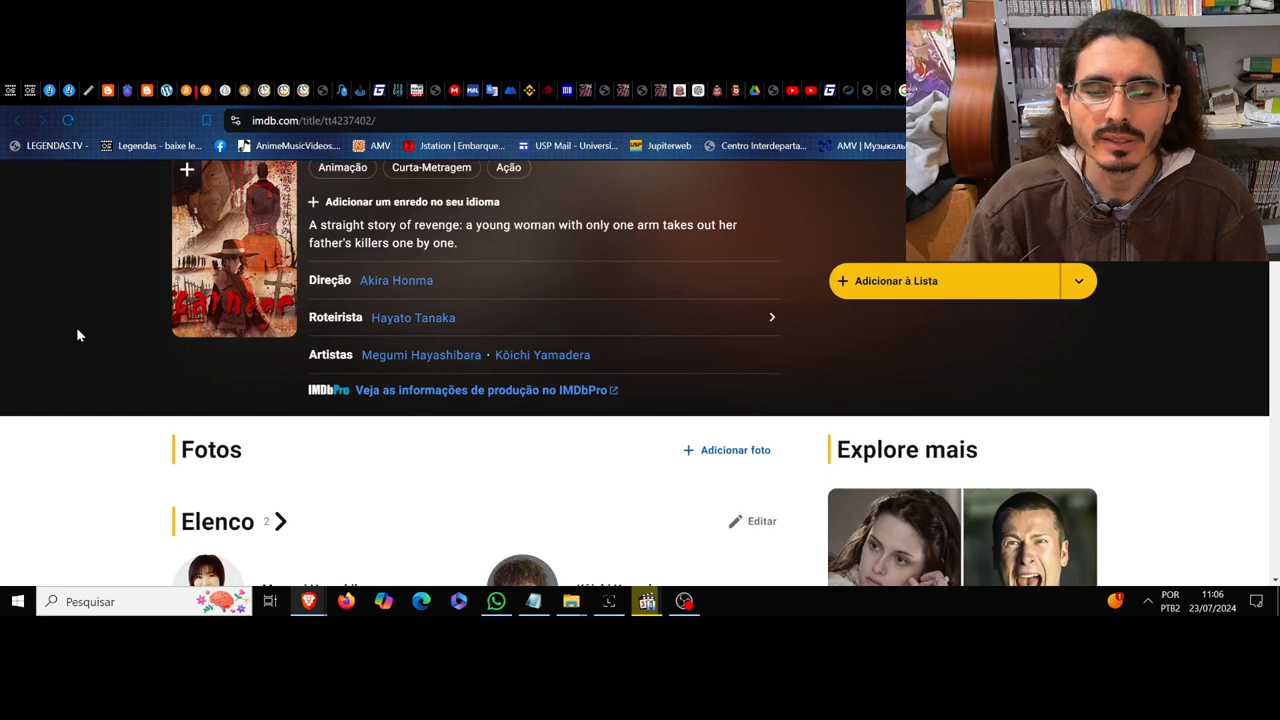 imdb.com/title/tt4237402/
LEGENDAS.TV -
Legendas - baixe le...
AnimeMusicVideos....
AMV
Jstation | Embarque...
USP Mail - Universi...
Jupiterweb
Centro Interdeparta...
Animação
Curta-Metragem
Ação
Adicionar um enredo no seu idioma
A straight story of revenge: a young woman with only one arm takes out her
father's killers one by one.
Direção Akira Honma
Roteirista Hayato Tanaka
Artistas Megumi Hayashibara · Kôichi Yamadera
IMDbPro Veja as informações de produção no IMDbPro
Adicionar à Lista
carnage
Fotos
Adicionar foto
Explore mais
Elenco 2
Editar
Pesquisar
POR
PTB2
11:06
23/07/2024